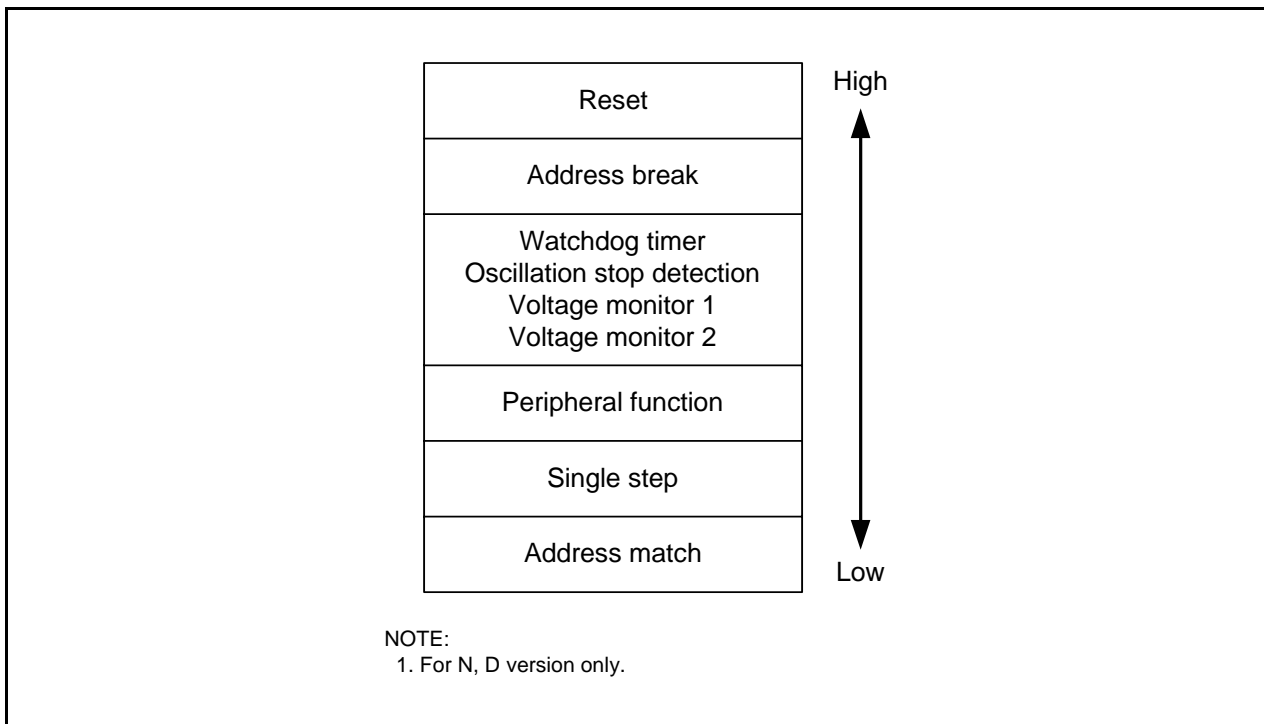 Reset
High
Address break
Watchdog timer
Oscillation stop detection
Voltage monitor 1
Voltage monitor 2
Peripheral function
Single step
Address match
Low
NOTE:
1. For N, D version only.